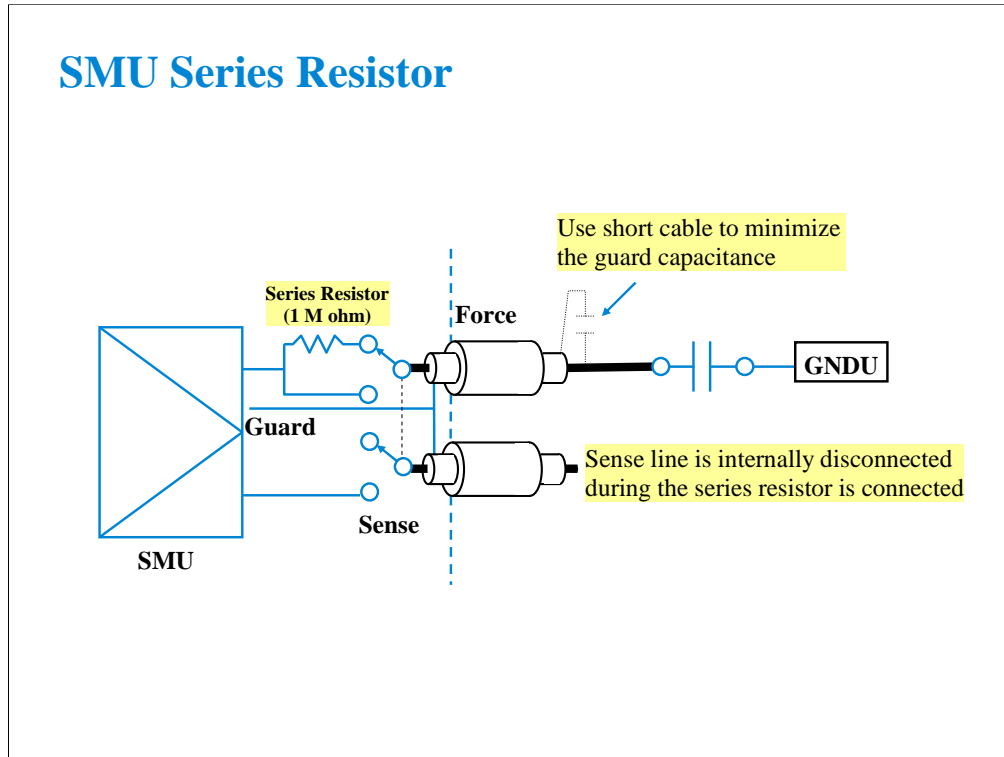 SMU Series Resistor
Use short cable to minimize
the guard capacitance
Series Resistor
(1 M ohm)
Force
GNDU
Guard
Sense line is internally disconnected
during the series resistor is connected
Sense
SMU